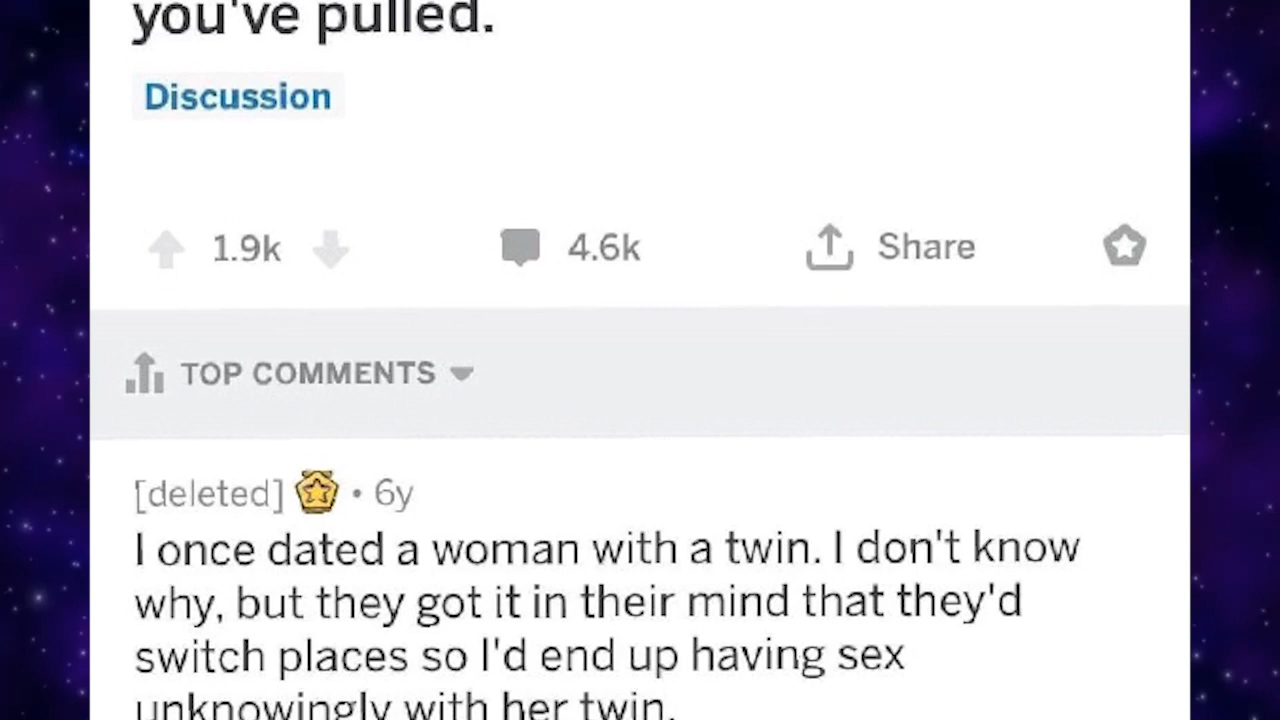 you've pulled.
Discussion
1.9k 4.6k Share
TOP COMMENTS
[deleted] • 6y
I once dated a woman with a twin. I don't know
why, but they got it in their mind that they'd
switch places so I'd end up having sex
unknowingly with her twin.